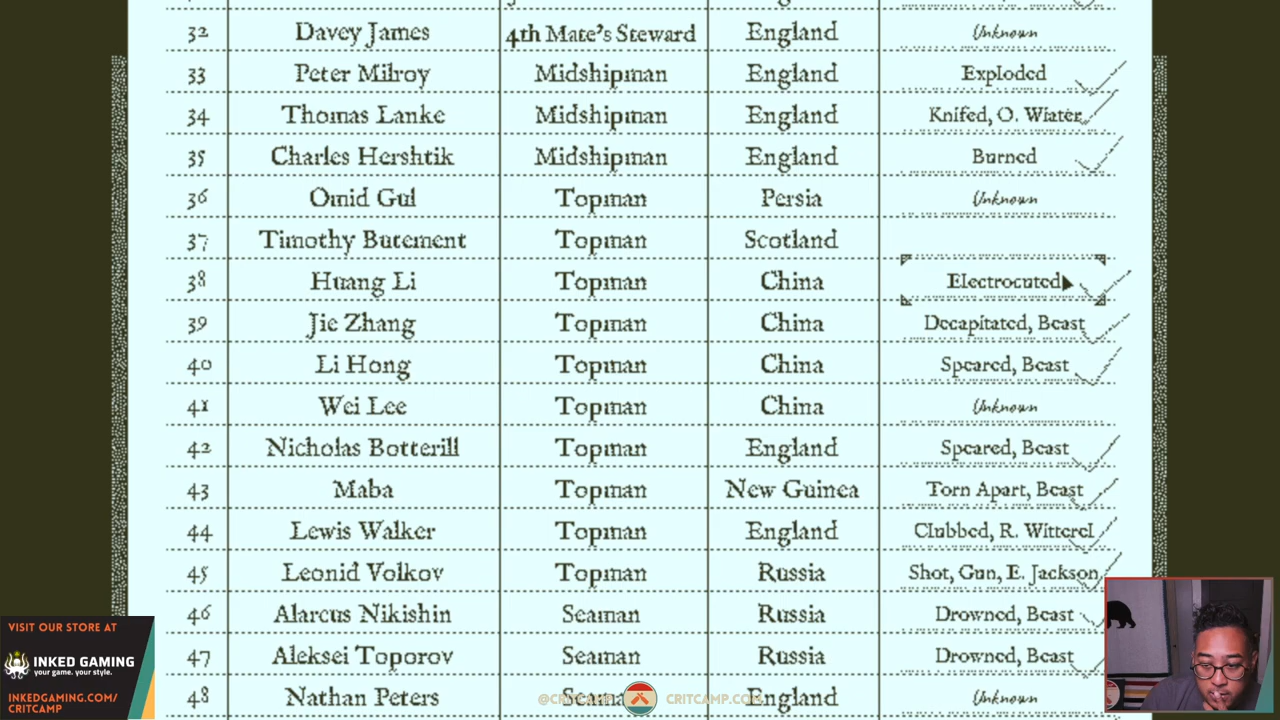 32 Davey James 4th Mate's Steward England Unknown
33 Peter Milroy Midshipman England Exploded
34 Thomas Lanke Midshipman England Knifed, O. Wiater
35 Charles Hershtik Midshipman England Burned
36 Omid Gul Topman Persia Unknown
37 Timothy Butement Topman Scotland
38 Huang Li Topman China Electrocuted
39 Jie Zhang Topman China Decapitated, Beast
40 Li Hong Topman China Speared, Beast
41 Wei Lee Topman China Unknown
42 Nicholas Botterill Topman England Speared, Beast
43 Maba Topman New Guinea Torn Apart, Beast
44 Lewis Walker Topman England Clubbed, R. Witterel
45 Leonid Volkov Topman Russia Shot, Gun, E. Jackson
46 Alarcus Nikishin Seaman Russia Drowned, Beast
47 Aleksei Toporov Seaman Russia Drowned, Beast
48 Nathan Peters England Unknown
VISIT OUR STORE AT
INKED GAMING
your game. your style.
INKEDGAMING.COM/
CRITCAMP